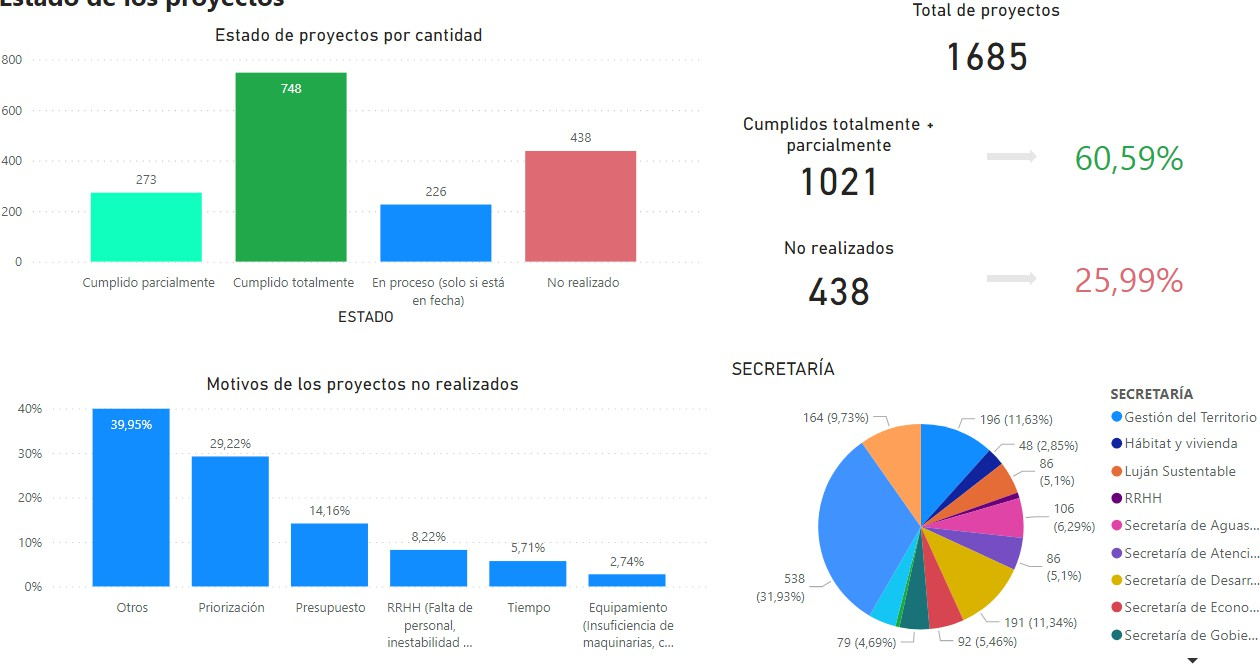 Estado de los proyectos
Estado de proyectos por cantidad
800
600
400
200
0
273
748
226
438
Cumplido parcialmente
Cumplido totalmente
En proceso (solo si está
en fecha)
No realizado
ESTADO
Total de proyectos
1685
Cumplidos totalmente +
parcialmente
1021
60,59%
No realizados
438
25,99%
Motivos de los proyectos no realizados
40%
30%
20%
10%
0%
39,95%
29,22%
14,16%
8,22%
5,71%
2,74%
Otros
Priorización
Presupuesto
RRHH (Falta de
personal,
inestabilidad ...
Tiempo
Equipamiento
(Insuficiencia de
maquinarias, c...
SECRETARÍA
164 (9,73%)
196 (11,63%)
48 (2,85%)
86
(5,1%)
106
(6,29%)
86
(5,1%)
191 (11,34%)
92 (5,46%)
79 (4,69%)
538
(31,93%)
SECRETARÍA
Gestión del Territorio
Hábitat y vivienda
Luján Sustentable
RRHH
Secretaría de Aguas...
Secretaría de Atenci...
Secretaría de Desarr...
Secretaría de Econo...
Secretaría de Gobie...